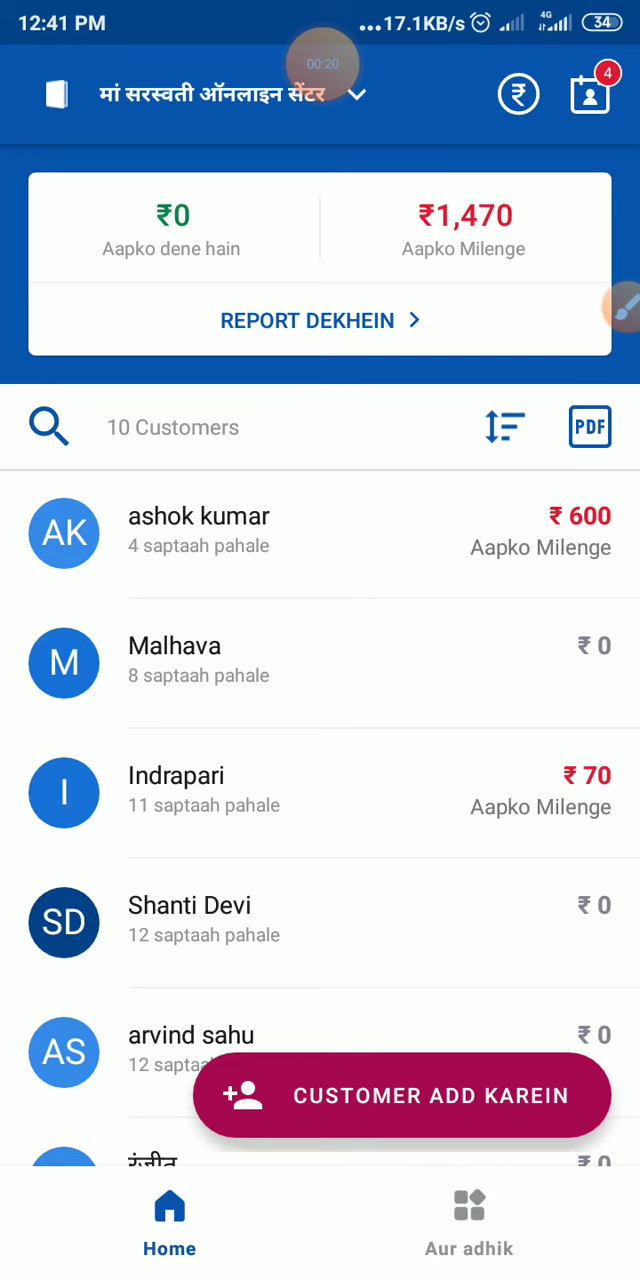 12:41 PM
...17.1KB/s 4G 34
00:20
मां सरस्वती ऑनलाइन सेंटर
₹
4
₹0
₹1,470
Aapko dene hain
Aapko Milenge
REPORT DEKHEIN
10 Customers
PDF
AK
ashok kumar
₹ 600
4 saptaah pahale
Aapko Milenge
M
Malhava
₹ 0
8 saptaah pahale
I
Indrapari
₹ 70
11 saptaah pahale
Aapko Milenge
SD
Shanti Devi
₹ 0
12 saptaah pahale
AS
arvind sahu
₹ 0
12
CUSTOMER ADD KAREIN
रंजीत
₹ 0
Home
Aur adhik